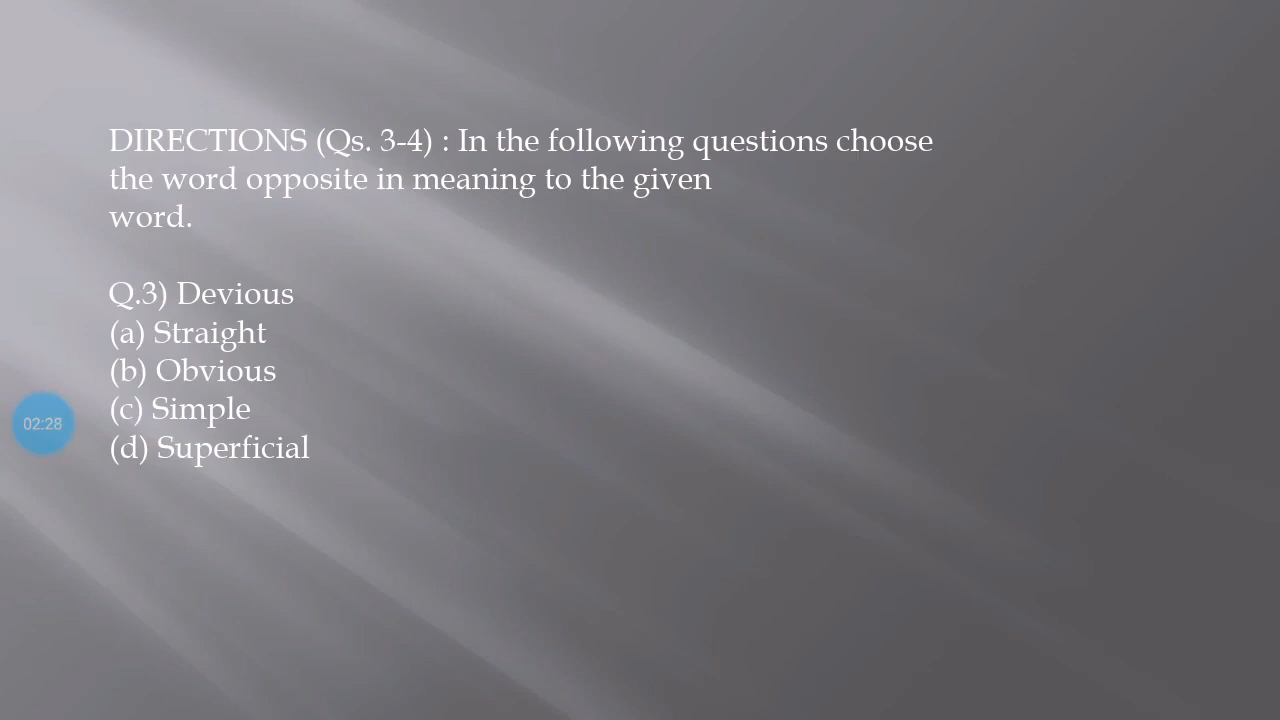 DIRECTIONS (Qs. 3-4) : In the following questions choose
the word opposite in meaning to the given
word.
Q.3) Devious
(a) Straight
(b) Obvious
(c) Simple
02:28
(d) Superficial